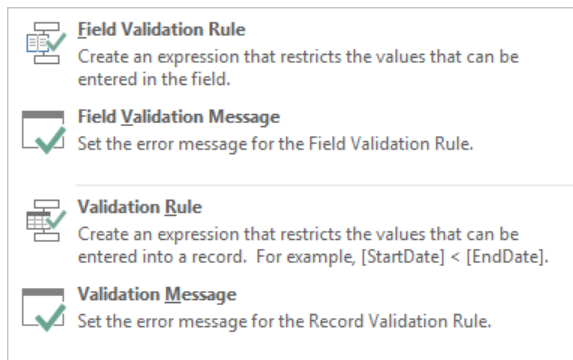 Field Validation Rule
Create an expression that restricts the values that can be
entered in the field.
Field Validation Message
Set the error message for the Field Validation Rule.
Validation Rule
Create an expression that restricts the values that can be
entered into a record.  For example, [StartDate] < [EndDate].
Validation Message
Set the error message for the Record Validation Rule.